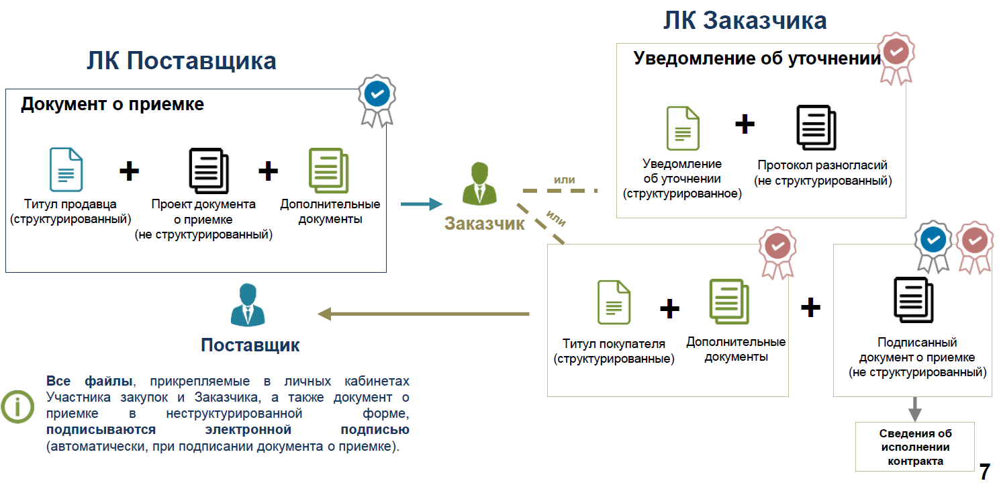 ЛК Поставщика
Документ о приемке
Титул продавца
(структурированный)
+
Проект документа
о приемке
(не структурированный)
+
Дополнительные
документы
Заказчик
или
или
ЛК Заказчика
Уведомление об уточнении
Уведомление
об уточнении
(структурированное)
+
Протокол разногласий
(не структурированный)
Титул покупателя
(структурированные)
+
Дополнительные
документы
+
Подписанный
документ о приемке
(не структурированный)
Сведения об
исполнении
контракта
Поставщик
Все файлы, прикрепляемые в личных кабинетах
Участника закупок и Заказчика, а также документ о
приемке в неструктурированной форме,
подписываются электронной подписью
(автоматически, при подписании документа о приемке).
7